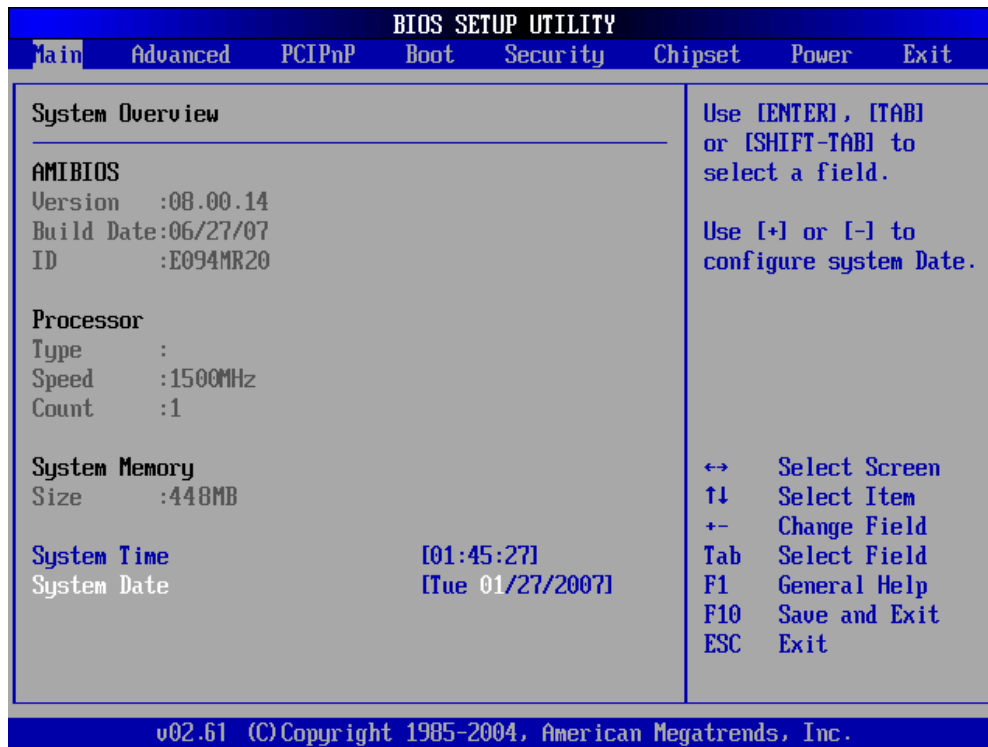 BIOS SETUP UTILITY
Main Advanced PCIPnP Boot Security Chipset Power Exit
System Overview
AMIBIOS
Version :08.00.14
Build Date:06/27/07
ID :E094MR20
Processor
Type :
Speed :1500MHz
Count :1
System Memory
Size :448MB
System Time [01:45:27]
System Date [Tue 01/27/2007]
Use [ENTER], [TAB]
or [SHIFT-TAB] to
select a field.
Use [+] or [-] to
configure system Date.
↔ Select Screen
↑↓ Select Item
+- Change Field
Tab Select Field
F1 General Help
F10 Save and Exit
ESC Exit
v02.61 (C)Copyright 1985-2004, American Megatrends, Inc.